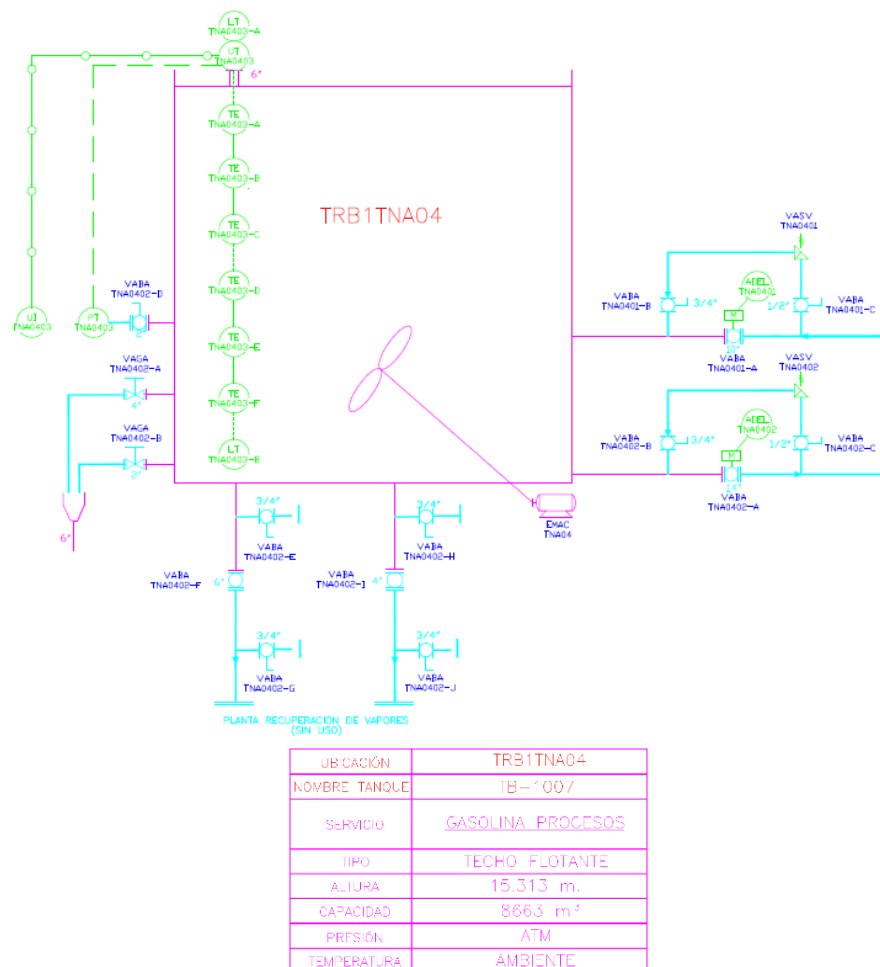 LT
TNA0403-A
UT
TNA0403
6"
TE
TNA0403-A
TE
TNA0403-B
TE
TNA0403-C
TE
TNA0403-D
TE
TNA0403-E
TE
TNA0403-F
LT
TNA0403-B
TRB1TNA04
UI
TNA0403
PT
TNA0403
VABA
TNA0402-D
2"
VAGA
TNA0402-A
4"
VAGA
TNA0402-B
2"
6"
VASV
TNA0401
VABA
TNA0401-B
3/4"
ADEL
TNA0401
M
1/2"
VABA
TNA0401-C
10"
VABA
TNA0401-A
VASV
TNA0402
VABA
TNA0402-B
3/4"
ADEL
TNA0402
M
1/2"
VABA
TNA0402-C
14"
VABA
TNA0402-A
EMAC
TNA04
3/4"
VABA
TNA0402-E
VABA
TNA0402-F
6"
3/4"
VABA
TNA0402-G
3/4"
VABA
TNA0402-H
VABA
TNA0402-I
4"
3/4"
VABA
TNA0402-J
PLANTA RECUPERACION DE VAPORES
(SIN USO)
UBICACIÓN TRB1TNA04
NOMBRE TANQUE TB-1007
SERVICIO GASOLINA PROCESOS
TIPO TECHO FLOTANTE
ALTURA 15.313 m.
CAPACIDAD 8663 m³
PRESIÓN ATM
TEMPERATURA AMBIENTE